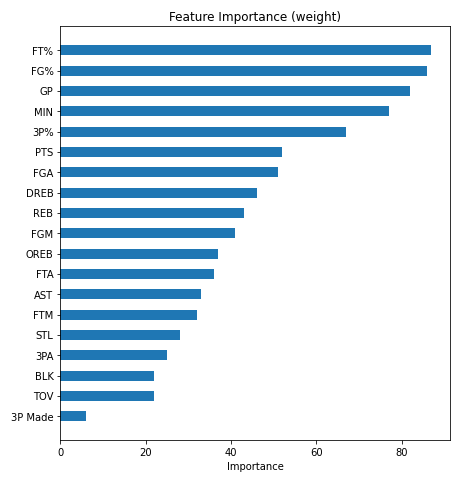 Feature Importance (weight)
FT%
FG%
GP
MIN
3P%
PTS
FGA
DREB
REB
FGM
OREB
FTA
AST
FTM
STL
3PA
BLK
TOV
3P Made
0 20 40 60 80
Importance